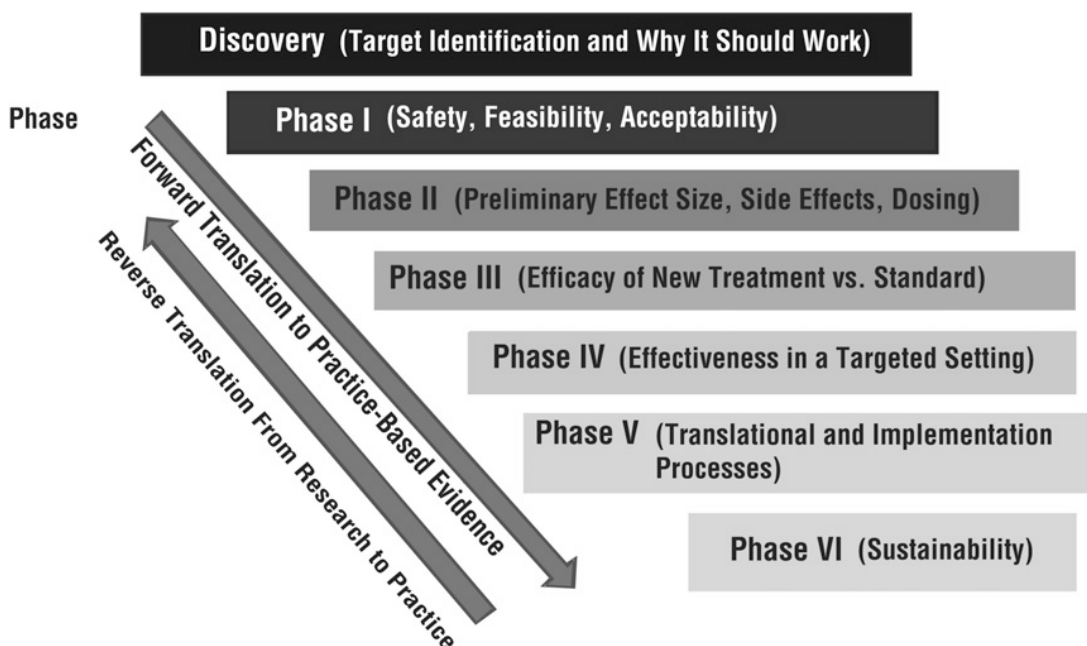 Discovery (Target Identification and Why It Should Work)
Phase
Phase I (Safety, Feasibility, Acceptability)
Phase II (Preliminary Effect Size, Side Effects, Dosing)
Phase III (Efficacy of New Treatment vs. Standard)
Phase IV (Effectiveness in a Targeted Setting)
Phase V (Translational and Implementation
Processes)
Phase VI (Sustainability)
Forward Translation to Practice-Based Evidence
Reverse Translation From Research to Practice